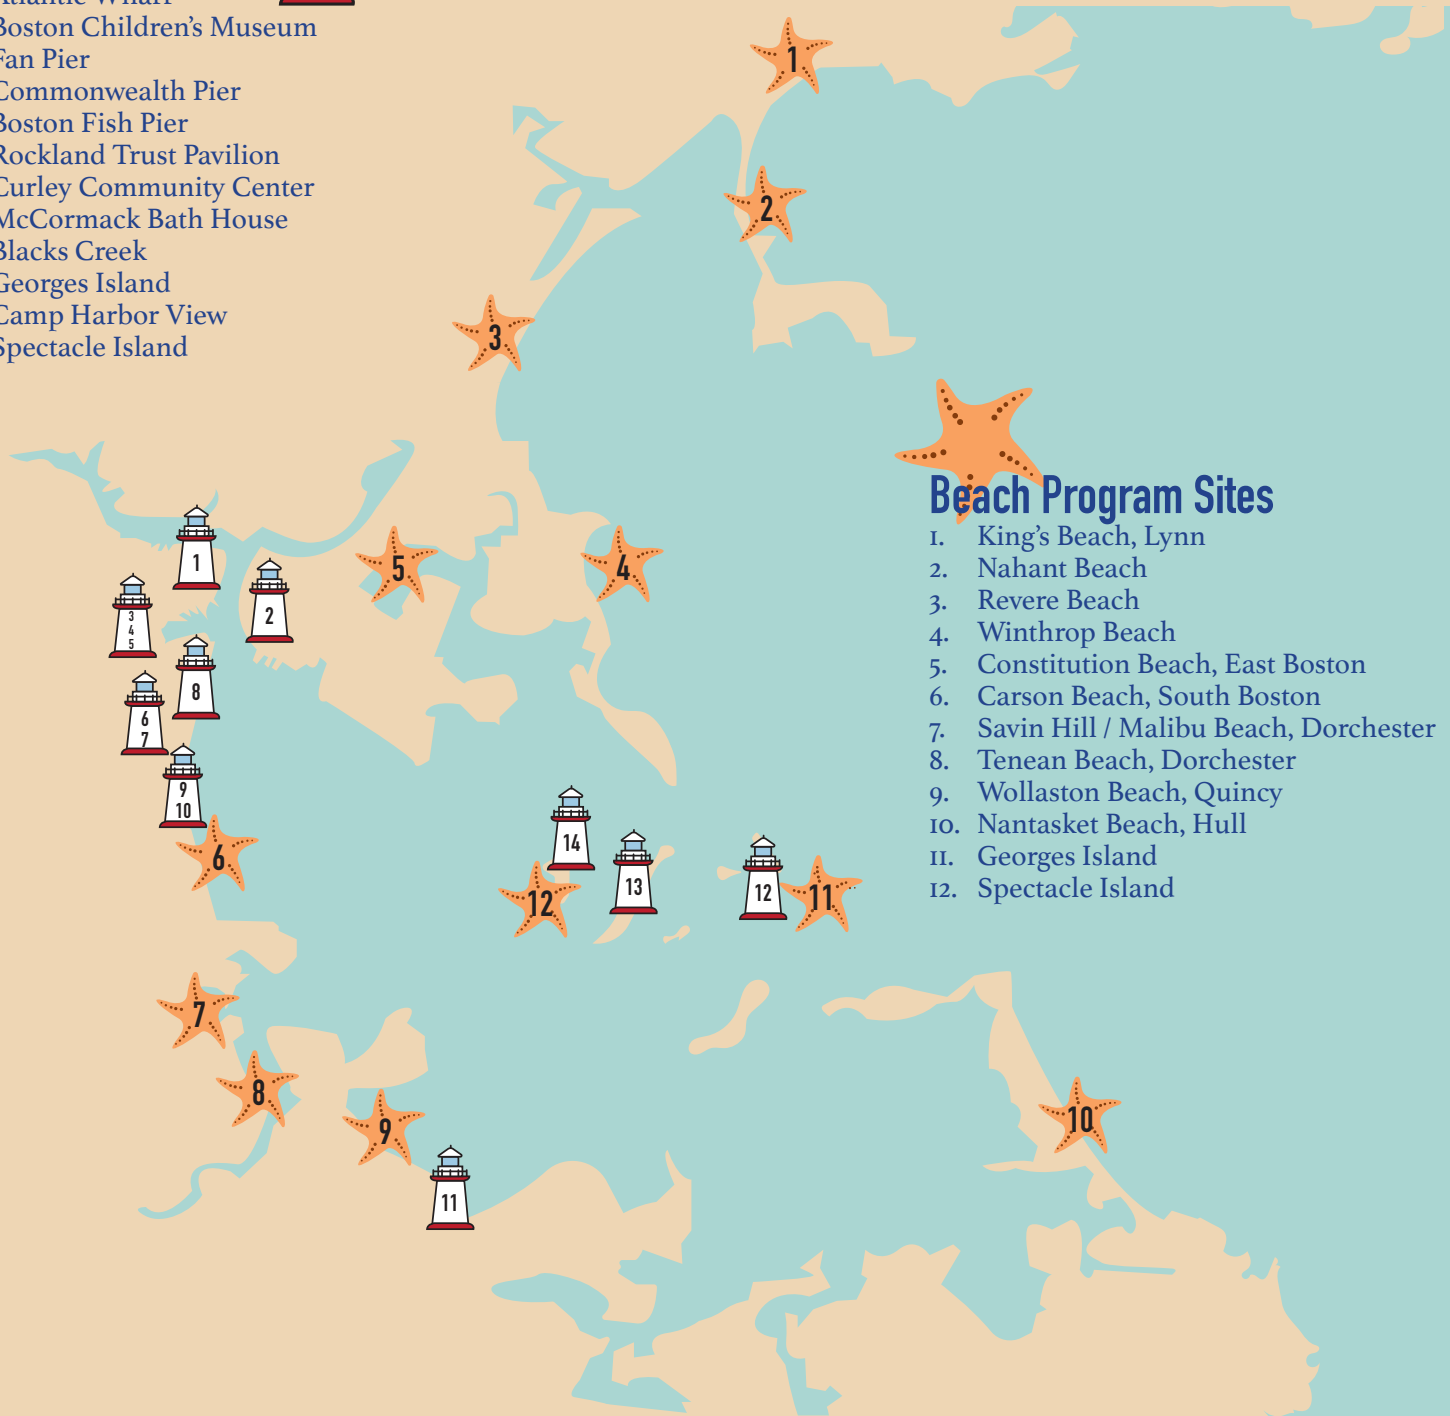 Atlantic Wharf
Boston Children's Museum
Fan Pier
Commonwealth Pier
Boston Fish Pier
Rockland Trust Pavilion
Curley Community Center
McCormack Bath House
Blacks Creek
Georges Island
Camp Harbor View
Spectacle Island
1
2
3
Beach Program Sites
1. King's Beach, Lynn
2. Nahant Beach
3. Revere Beach
4. Winthrop Beach
5. Constitution Beach, East Boston
6. Carson Beach, South Boston
7. Savin Hill / Malibu Beach, Dorchester
8. Tenean Beach, Dorchester
9. Wollaston Beach, Quincy
10. Nantasket Beach, Hull
11. Georges Island
12. Spectacle Island
1
5
4
2
3
4
5
8
6
7
9
10
6
14
13
12
12
11
7
8
9
10
11